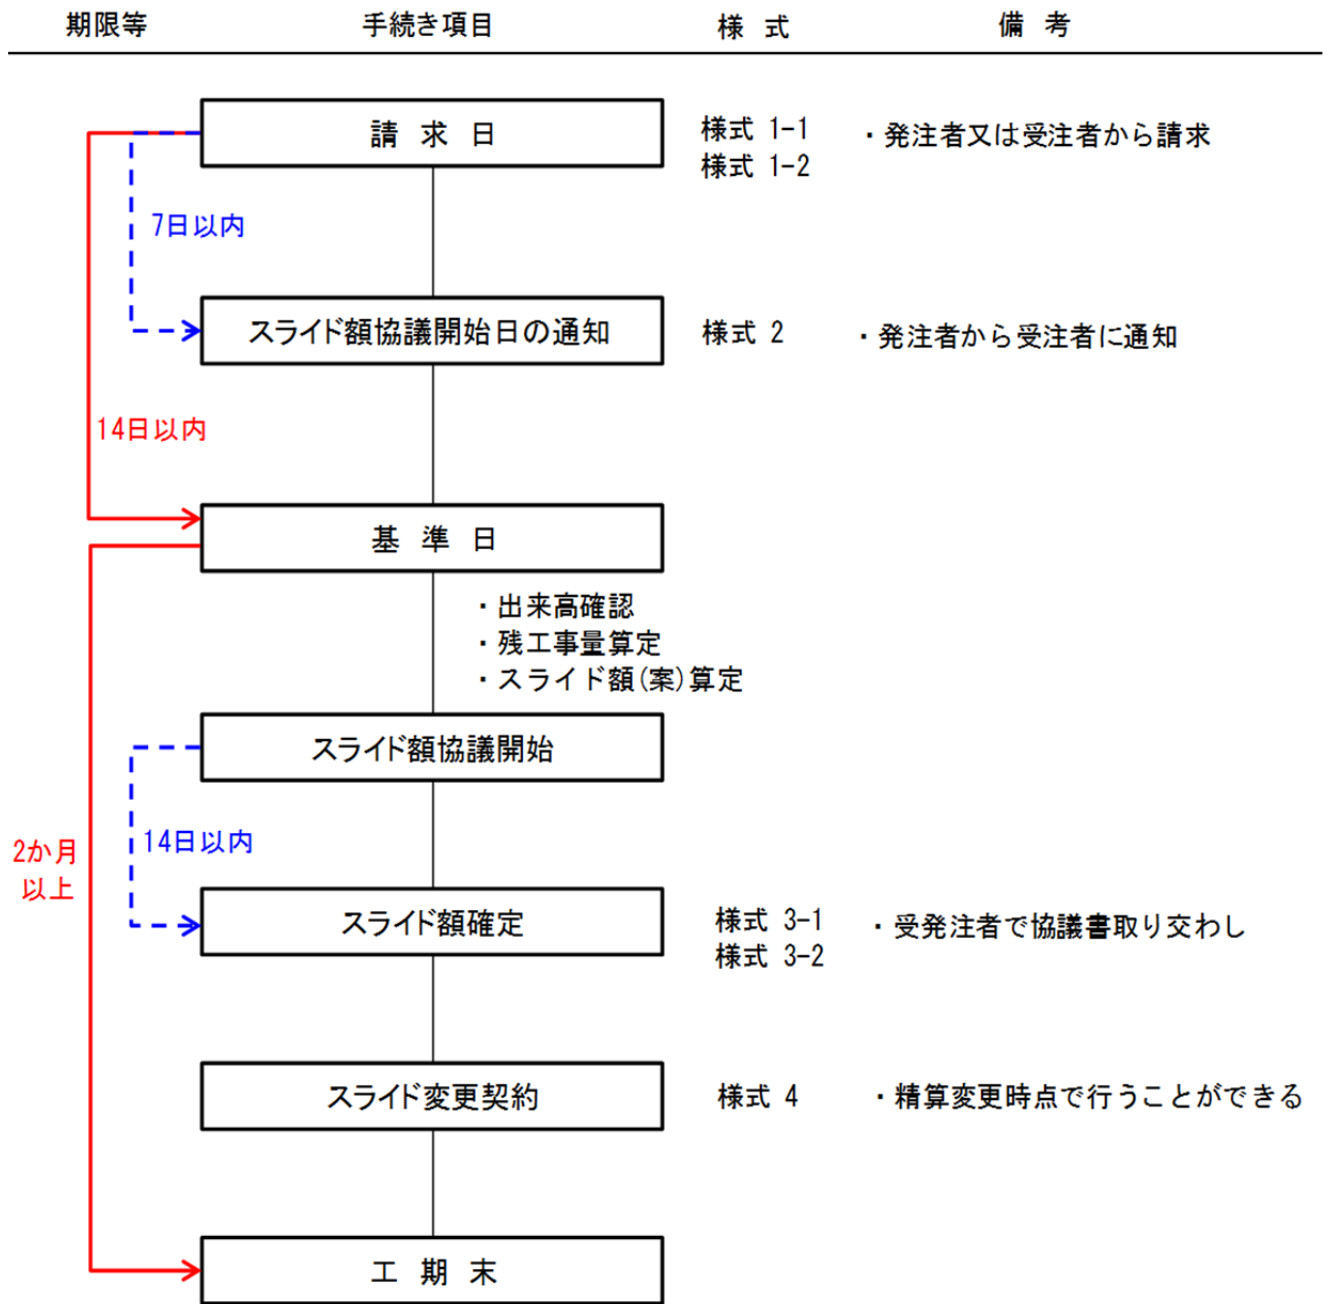 期限等 手続き項目 様 式 備 考
請 求 日 様式 1-1 ・発注者又は受注者から請求
様式 1-2
7日以内
スライド額協議開始日の通知 様式 2 ・発注者から受注者に通知
14日以内
基 準 日
・出来高確認
・残工事量算定
・スライド額(案)算定
スライド額協議開始
14日以内
2か月
以上
スライド額確定 様式 3-1 ・受発注者で協議書取り交わし
様式 3-2
スライド変更契約 様式 4 ・精算変更時点で行うことができる
工 期 末